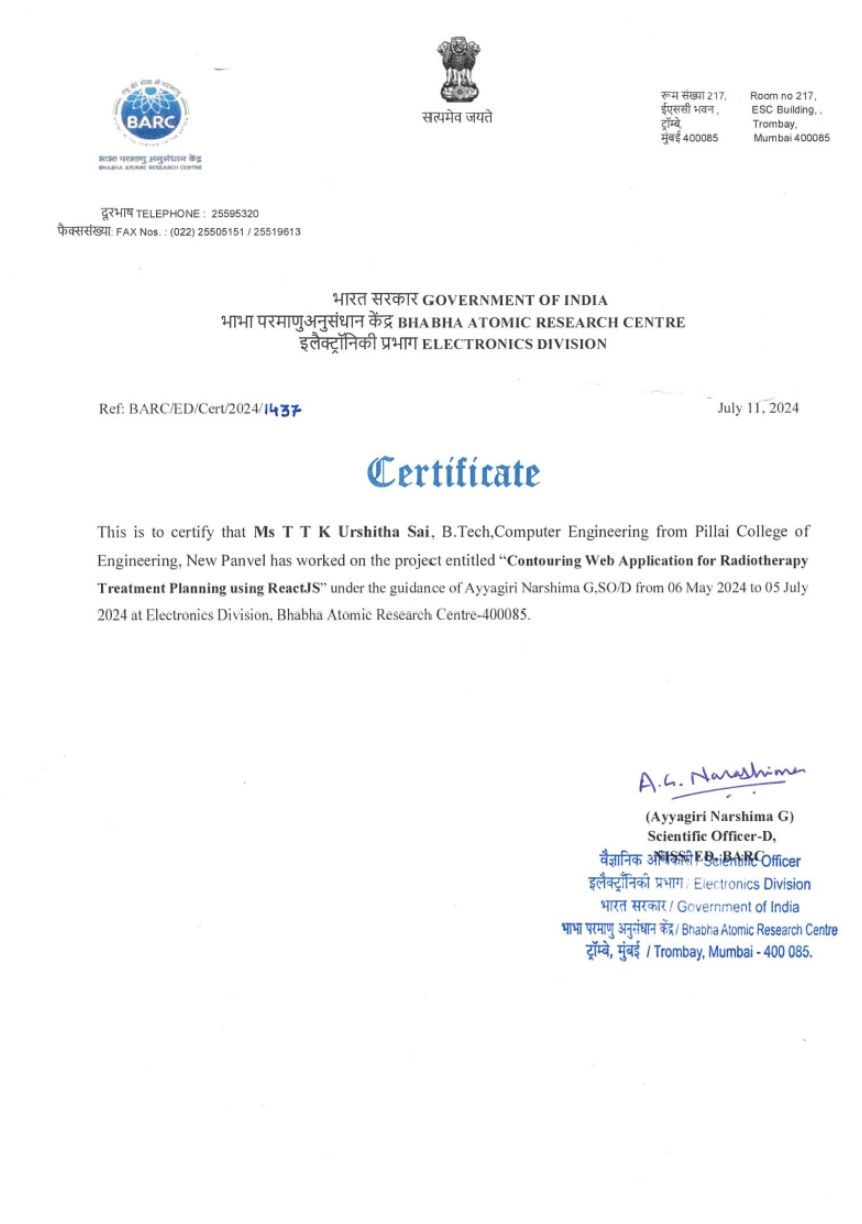 सत्यमेव जयते
BARC
भाभा परमाणु अनुसंधान केंद्र
BHABHA ATOMIC RESEARCH CENTRE
रूम संख्या 217,
ईएससी भवन ,
ट्रॉम्बे,
मुंबई 400085
Room no 217,
ESC Building, ,
Trombay,
Mumbai 400085
दूरभाष TELEPHONE : 25595320
फैक्ससंख्या: FAX Nos. : (022) 25505151 / 25519613
भारत सरकार GOVERNMENT OF INDIA
भाभा परमाणुअनुसंधान केंद्र BHABHA ATOMIC RESEARCH CENTRE
इलैक्ट्रॉनिकी प्रभाग ELECTRONICS DIVISION
Ref: BARC/ED/Cert/2024/1437
July 11, 2024
Certificate
This is to certify that Ms T T K Urshitha Sai, B.Tech,Computer Engineering from Pillai College of
Engineering, New Panvel has worked on the project entitled “Contouring Web Application for Radiotherapy
Treatment Planning using ReactJS” under the guidance of Ayyagiri Narshima G,SO/D from 06 May 2024 to 05 July
2024 at Electronics Division, Bhabha Atomic Research Centre-400085.
A.G. Narashima
(Ayyagiri Narshima G)
Scientific Officer-D,
ED, BARC
वैज्ञानिक अधिकारी / Scientific Officer
इलैक्ट्रॉनिकी प्रभाग / Electronics Division
भारत सरकार / Government of India
भाभा परमाणु अनुसंधान केंद्र / Bhabha Atomic Research Centre
ट्रॉम्बे, मुंबई / Trombay, Mumbai - 400 085.